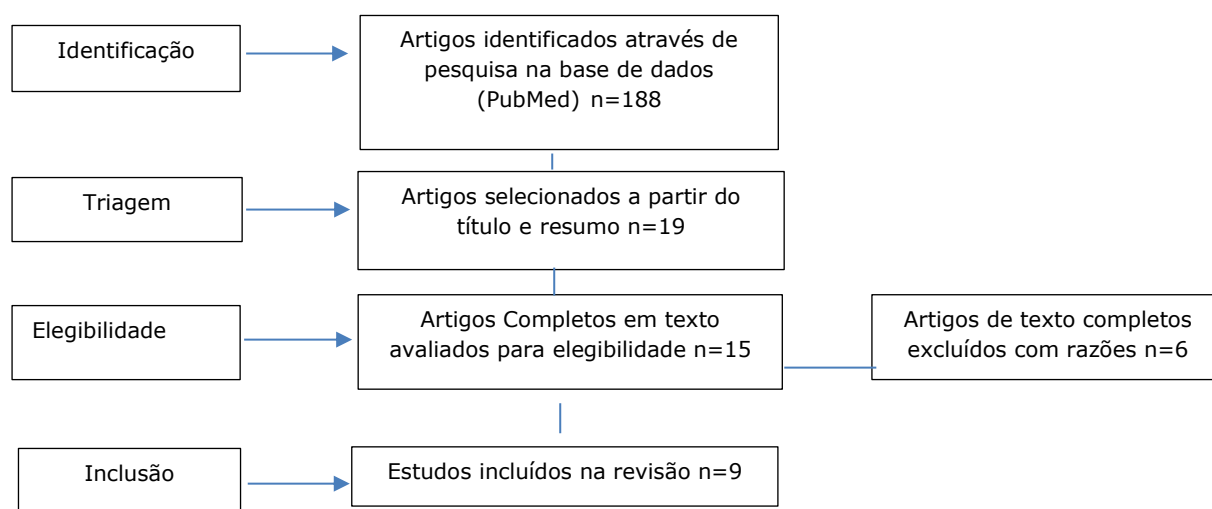 Identificação
Artigos identificados através de
pesquisa na base de dados
(PubMed) n=188
Triagem
Artigos selecionados a partir do
título e resumo n=19
Elegibilidade
Artigos Completos em texto
avaliados para elegibilidade n=15
Artigos de texto completos
excluídos com razões n=6
Inclusão
Estudos incluídos na revisão n=9